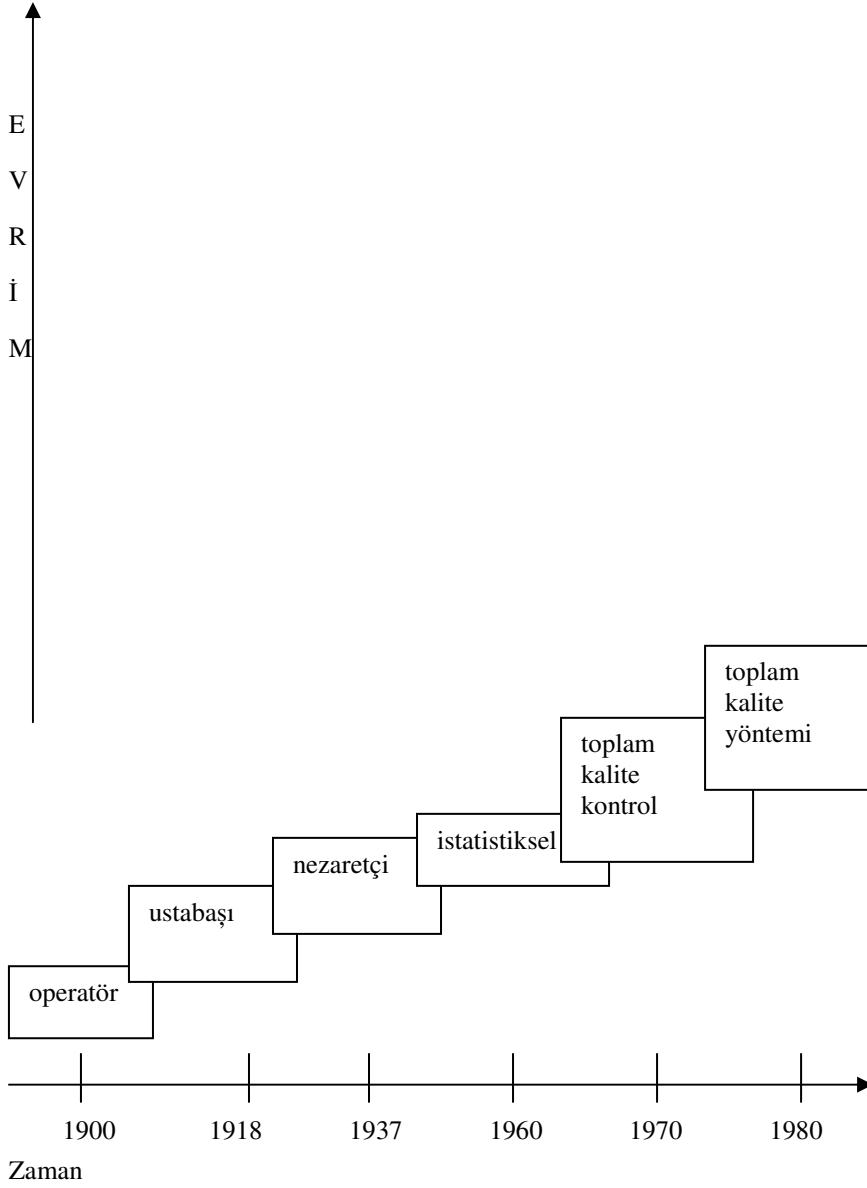 E
V
R
İ
M
toplam
kalite
yöntemi
toplam
kalite
kontrol
istatistiksel
nezaretçi
ustabaşı
operatör
1900 1918 1937 1960 1970 1980
Zaman